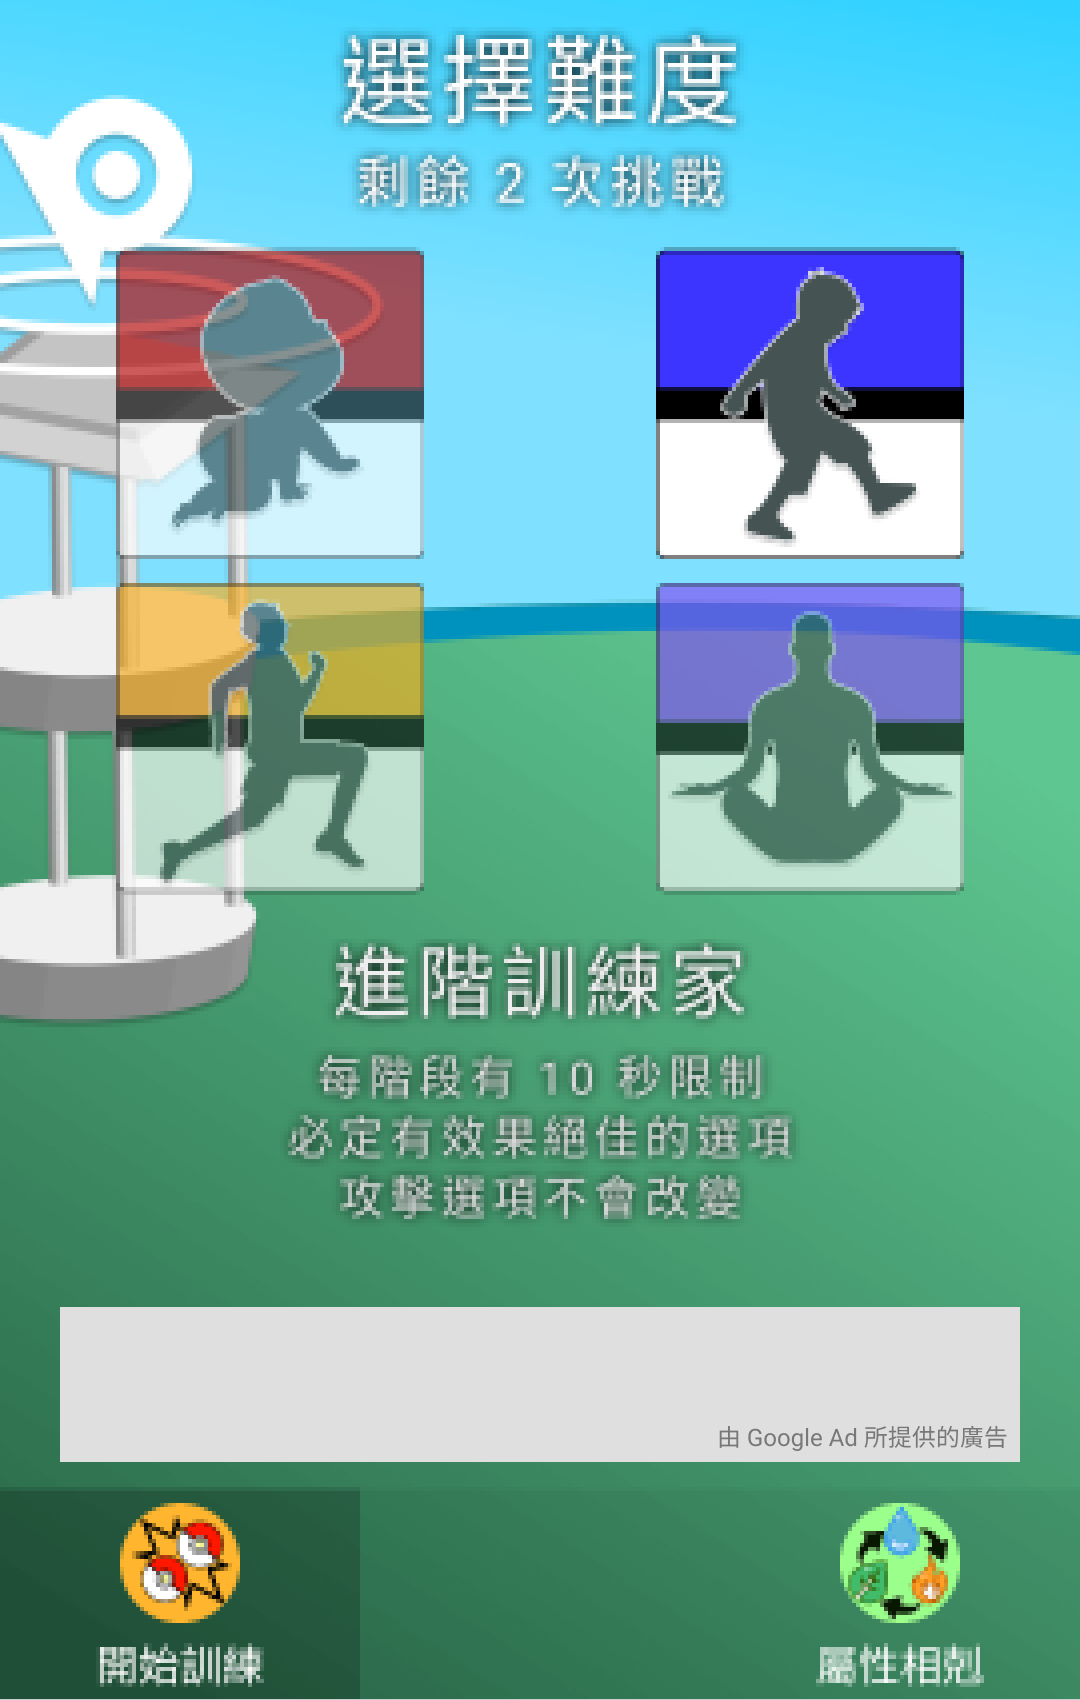 選擇難度
剩餘 2 次挑戰
進階訓練家
每階段有 10 秒限制
必定有效果絕佳的選項
攻擊選項不會改變
由 Google Ad 所提供的廣告
開始訓練
屬性相剋